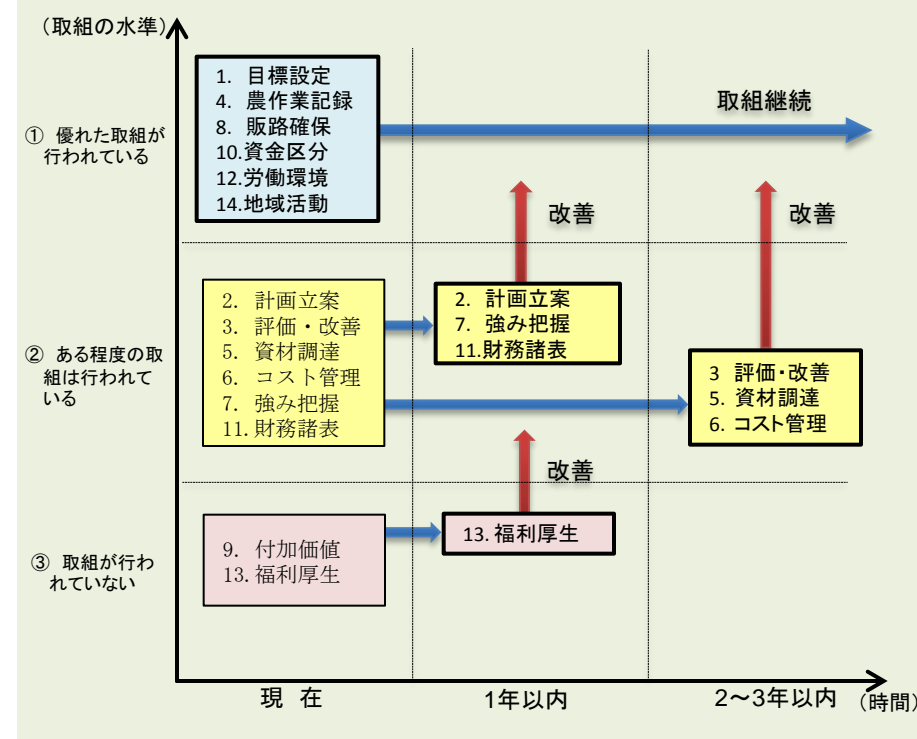 （取組の水準）
① 優れた取組が
行われている
1. 目標設定
4. 農作業記録
8. 販路確保
10.資金区分
12.労働環境
14.地域活動
取組継続
改善
改善
② ある程度の取
組は行われて
いる
2. 計画立案
3. 評価・改善
5. 資材調達
6. コスト管理
7. 強み把握
11.財務諸表
2. 計画立案
7. 強み把握
11.財務諸表
3 評価・改善
5. 資材調達
6. コスト管理
改善
③ 取組が行わ
れていない
9. 付加価値
13.福利厚生
13.福利厚生
現 在
1年以内
2～3年以内
（時間）